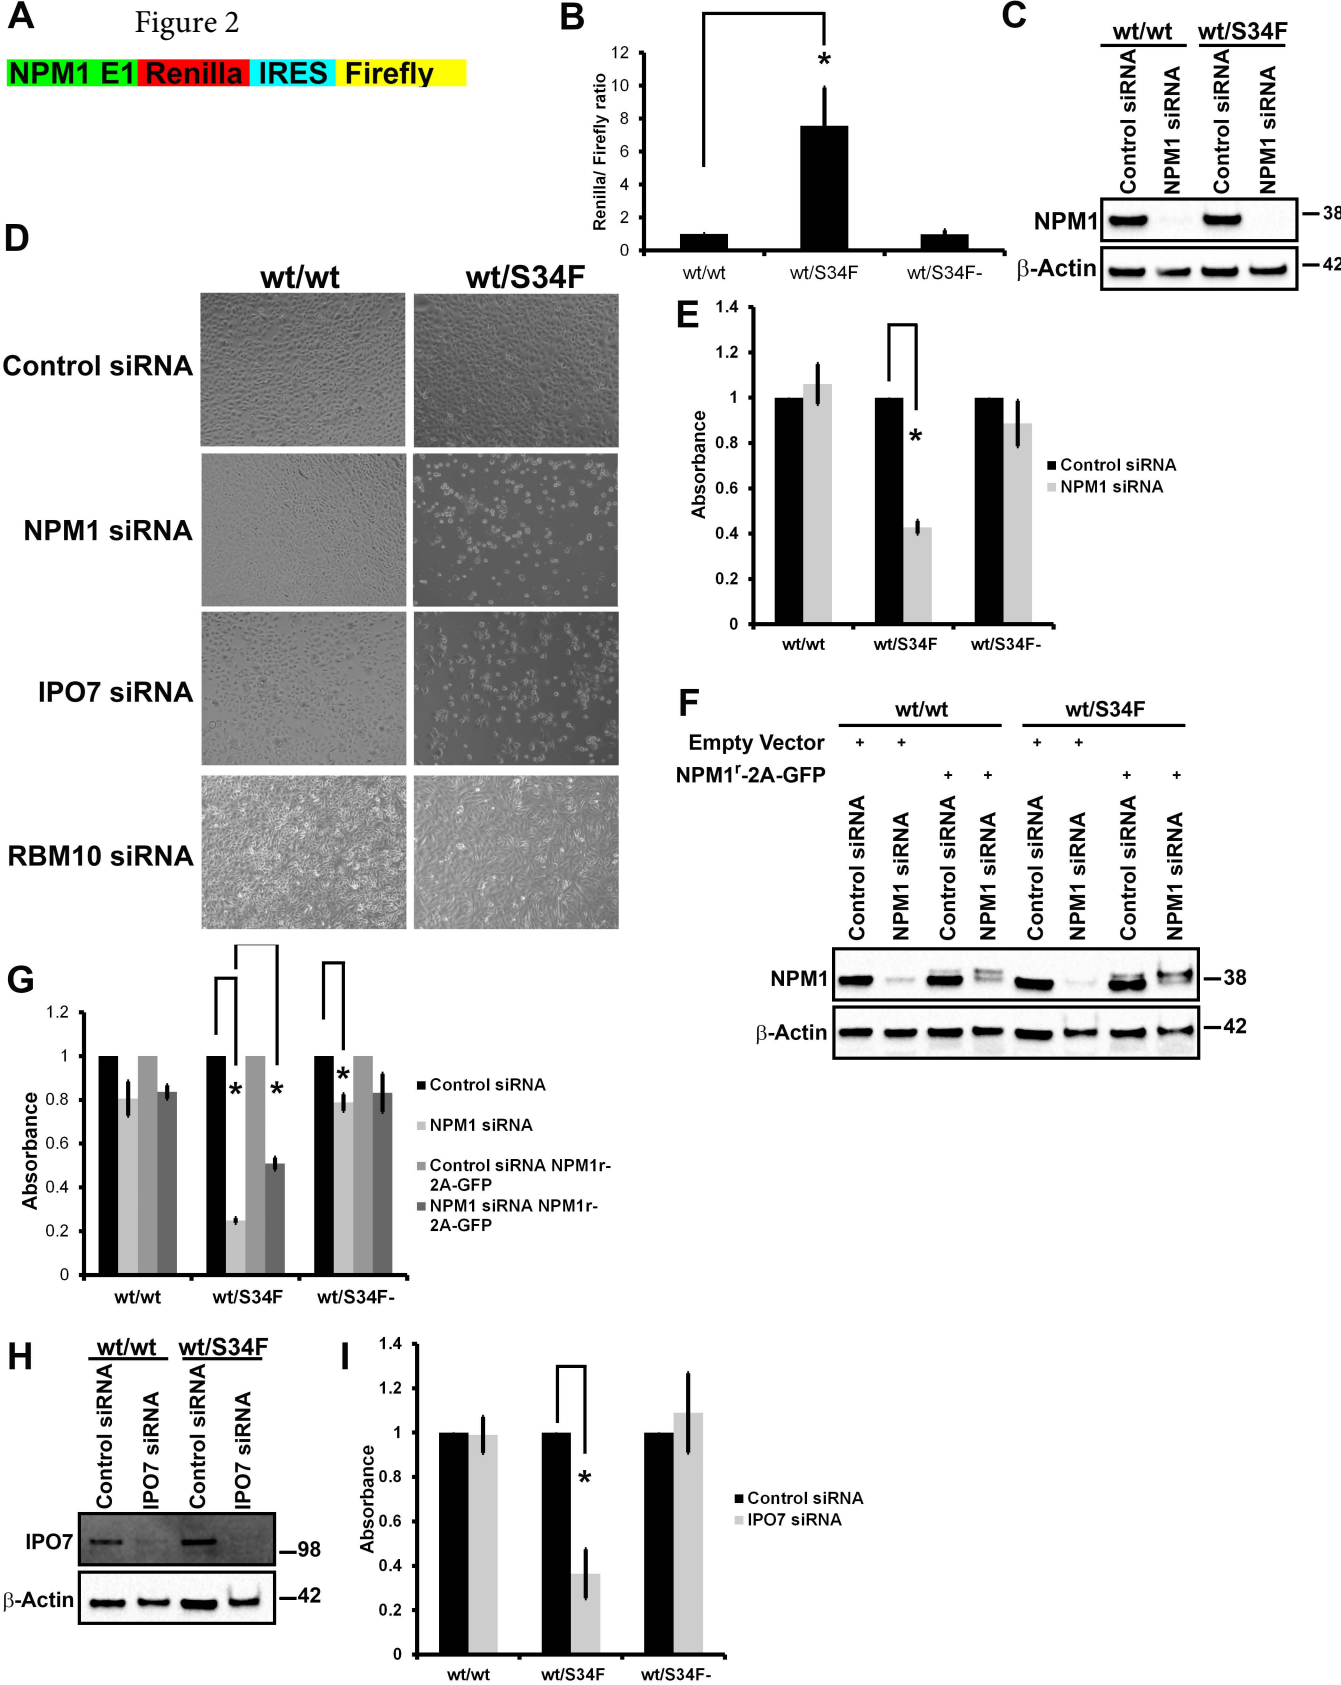 A
Figure 2
NPM1 E1 Renilla IRES Firefly
B
Renilla/ Firefly ratio
12
10
8
6
4
2
0
*
wt/wt wt/S34F wt/S34F-
C
wt/wt wt/S34F
Control siRNA
NPM1 siRNA
Control siRNA
NPM1 siRNA
NPM1
38
β-Actin
42
D
wt/wt wt/S34F
Control siRNA
NPM1 siRNA
IPO7 siRNA
RBM10 siRNA
E
Absorbance
1.4
1.2
1
0.8
0.6
0.4
0.2
0
*
wt/wt wt/S34F wt/S34F-
Control siRNA
NPM1 siRNA
F
wt/wt wt/S34F
Empty Vector + + + +
NPM1r-2A-GFP + + + +
Control siRNA
NPM1 siRNA
Control siRNA
NPM1 siRNA
Control siRNA
NPM1 siRNA
Control siRNA
NPM1 siRNA
NPM1
38
β-Actin
42
G
Absorbance
1.2
1
0.8
0.6
0.4
0.2
0
* * *
wt/wt wt/S34F wt/S34F-
Control siRNA
NPM1 siRNA
Control siRNA NPM1r-
2A-GFP
NPM1 siRNA NPM1r-
2A-GFP
H
wt/wt wt/S34F
Control siRNA
IPO7 siRNA
Control siRNA
IPO7 siRNA
IPO7
98
β-Actin
42
I
Absorbance
1.4
1.2
1
0.8
0.6
0.4
0.2
0
*
wt/wt wt/S34F wt/S34F-
Control siRNA
IPO7 siRNA